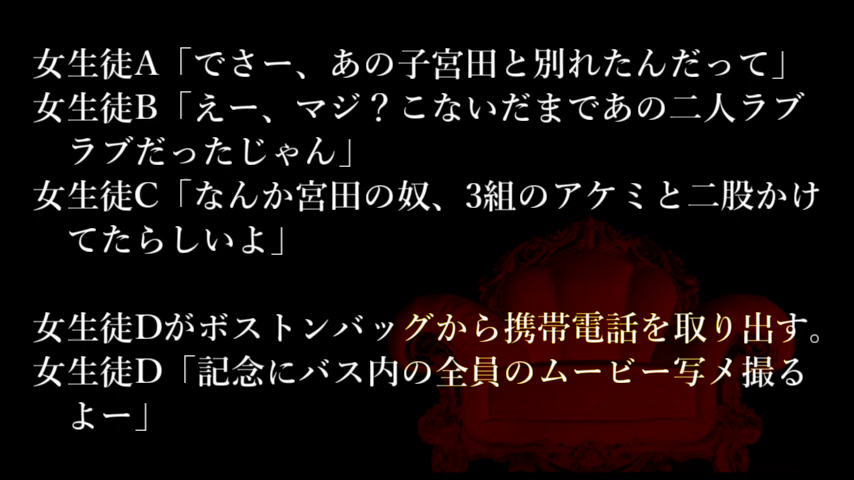 女生徒A「でさー、あの子宮田と別れたんだって」
女生徒B「えー、マジ？こないだまであの二人ラブ
ラブだったじゃん」
女生徒C「なんか宮田の奴、3組のアケミと二股かけ
てたらしいよ」
女生徒Dがボストンバッグから携帯電話を取り出す。
女生徒D「記念にバス内の全員のムービー写メ撮る
よー」